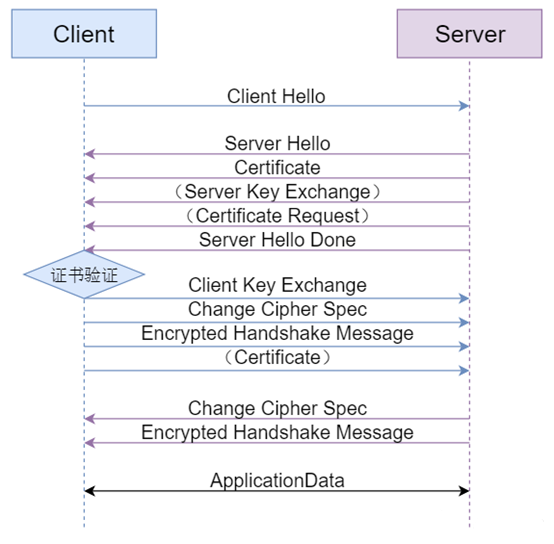 Client
Server
Client Hello
Server Hello
Certificate
（Server Key Exchange）
（Certificate Request）
Server Hello Done
证书验证
Client Key Exchange
Change Cipher Spec
Encrypted Handshake Message
（Certificate）
Change Cipher Spec
Encrypted Handshake Message
ApplicationData